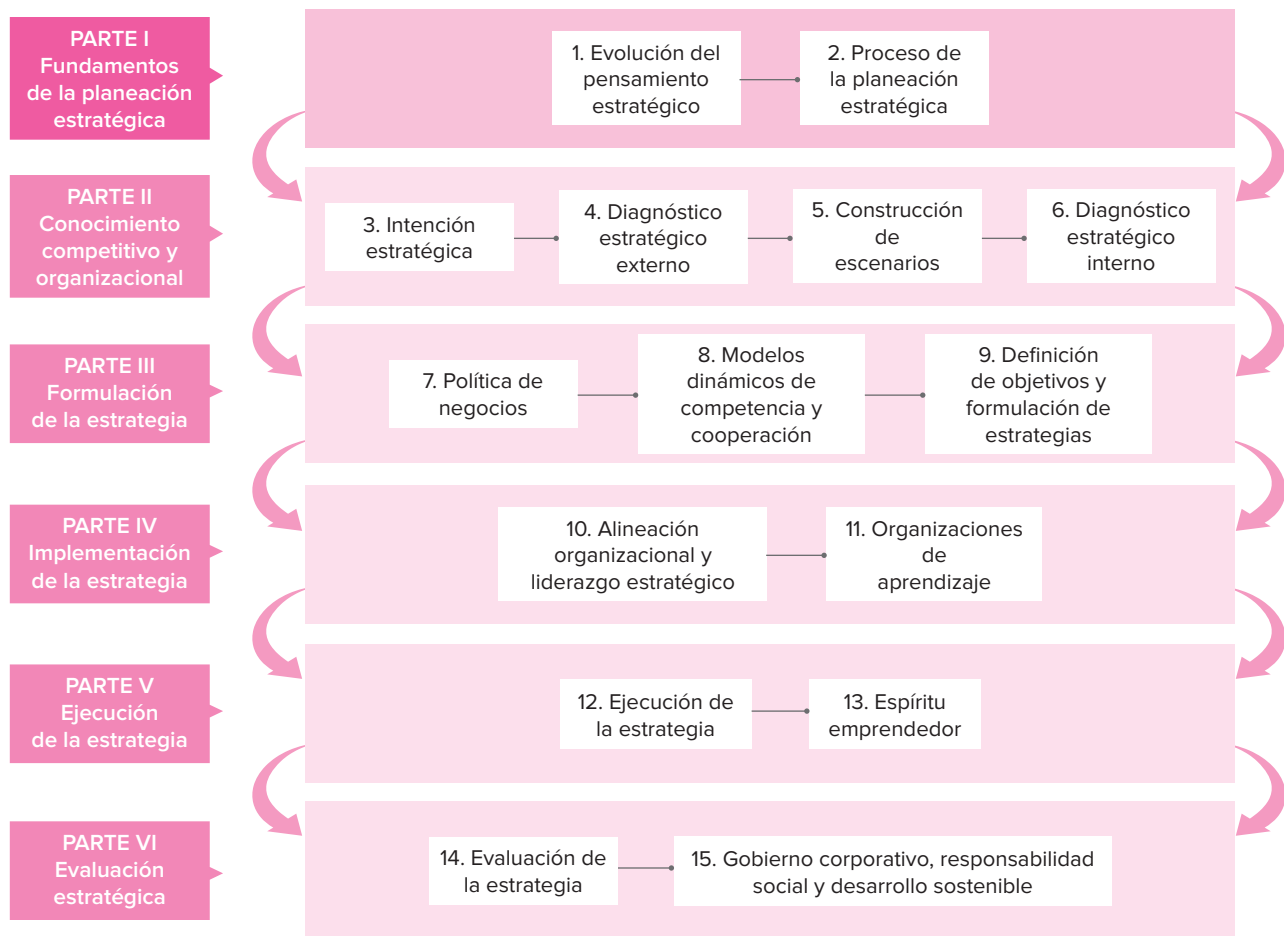 PARTE I
Fundamentos
de la planeación
estratégica
1. Evolución del
pensamiento
estratégico
2. Proceso de
la planeación
estratégica
PARTE II
Conocimiento
competitivo y
organizacional
3. Intención
estratégica
4. Diagnóstico
estratégico
externo
5. Construcción
de
escenarios
6. Diagnóstico
estratégico
interno
PARTE III
Formulación
de la estrategia
7. Política de
negocios
8. Modelos
dinámicos de
competencia y
cooperación
9. Definición
de objetivos y
formulación de
estrategias
PARTE IV
Implementación
de la estrategia
10. Alineación
organizacional y
liderazgo estratégico
11. Organizaciones
de
aprendizaje
PARTE V
Ejecución
de la estrategia
12. Ejecución de
la estrategia
13. Espíritu
emprendedor
PARTE VI
Evaluación
estratégica
14. Evaluación de
la estrategia
15. Gobierno corporativo, responsabilidad
social y desarrollo sostenible